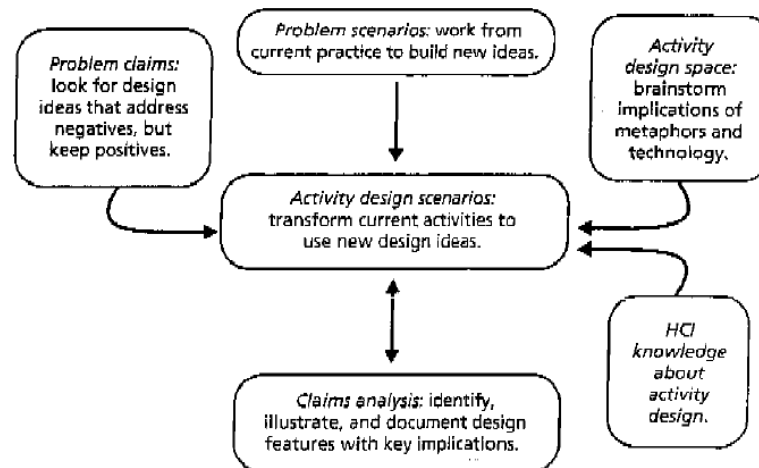 Problem scenarios: work from
current practice to build new ideas.
Problem claims:
look for design
ideas that address
negatives, but
keep positives.
Activity
design space:
brainstorm
implications of
metaphors and
technology.
Activity design scenarios:
transform current activities to
use new design ideas.
HCI
knowledge
about
activity
design.
Claims analysis: identify,
illustrate, and document design
features with key implications.